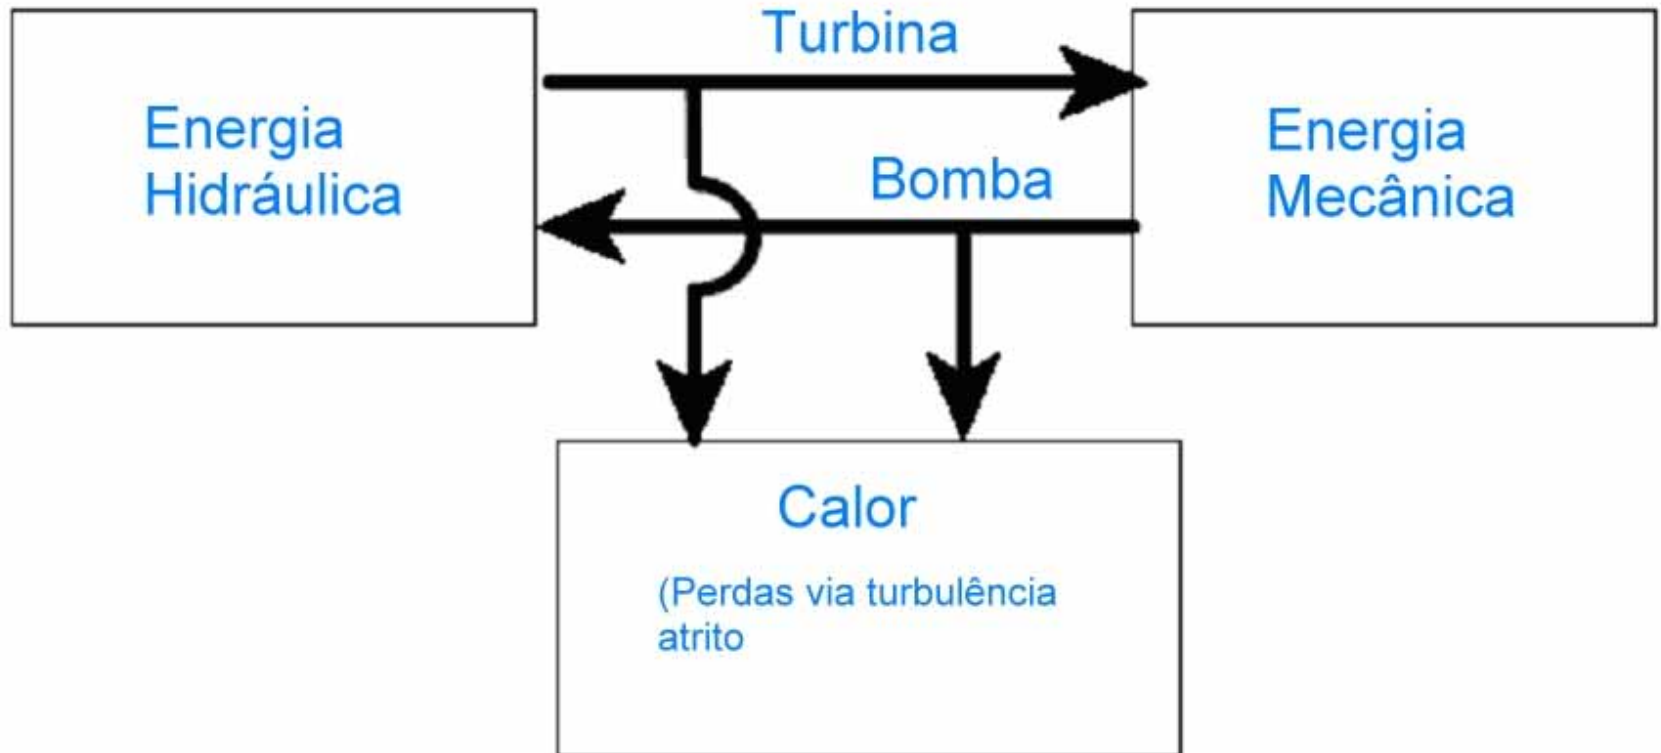 Turbina
Energia
Hidráulica
Bomba
Energia
Mecânica
Calor
(Perdas via turbulência
atrito